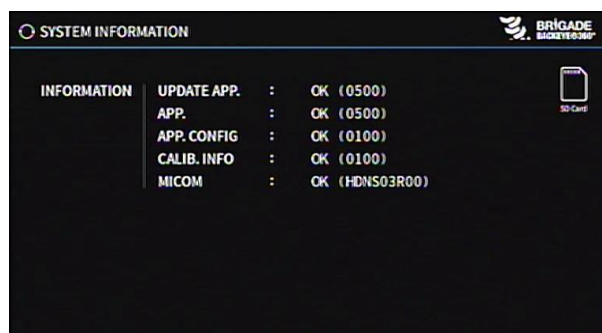 SYSTEM INFORMATION
BRIGADE
BACKEYE®360™
INFORMATION
UPDATE APP. : OK (0500)
APP. : OK (0500)
APP. CONFIG : OK (0100)
CALIB. INFO : OK (0100)
MICOM : OK (HDNS03R00)
SD Card